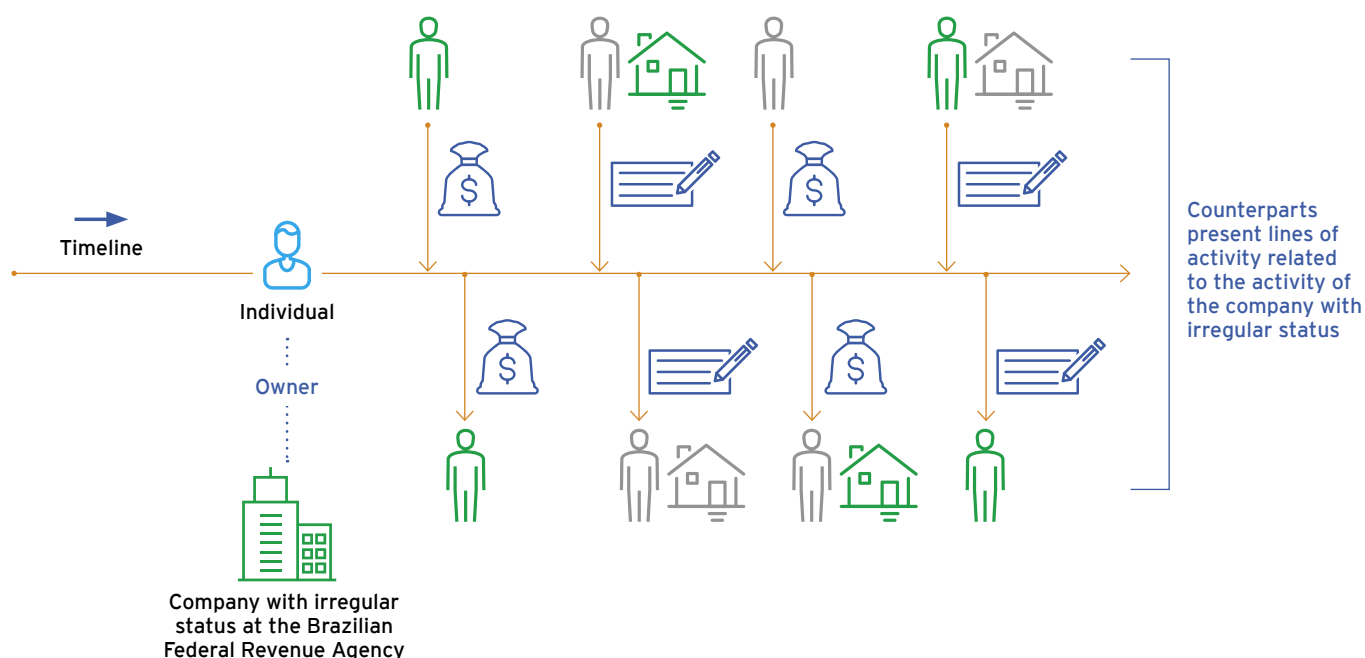 Timeline
Individual
Owner
Company with irregular
status at the Brazilian
Federal Revenue Agency
$
$
$
$
Counterparts
present lines of
activity related
to the activity of
the company with
irregular status